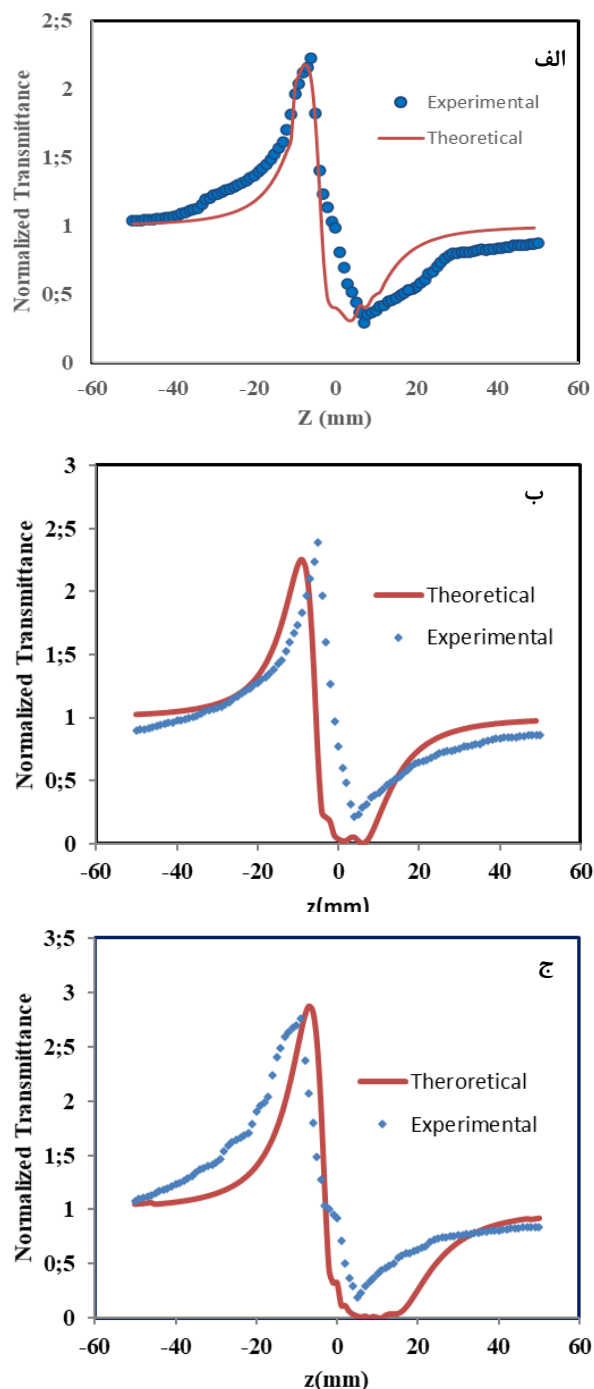 الف
Normalized Transmittance
2;5
2
1;5
1
0;5
0
Experimental
Theoretical
-60
-40
-20
0
20
40
60
Z (mm)
ب
Normalized Transmittance
3
2;5
2
1;5
1
0;5
0
Theoretical
Experimental
-60
-40
-20
0
20
40
60
z(mm)
ج
Normalized Transmittance
3;5
3
2;5
2
1;5
1
0;5
0
Theroretical
Experimental
-60
-40
-20
0
20
40
60
z(mm)